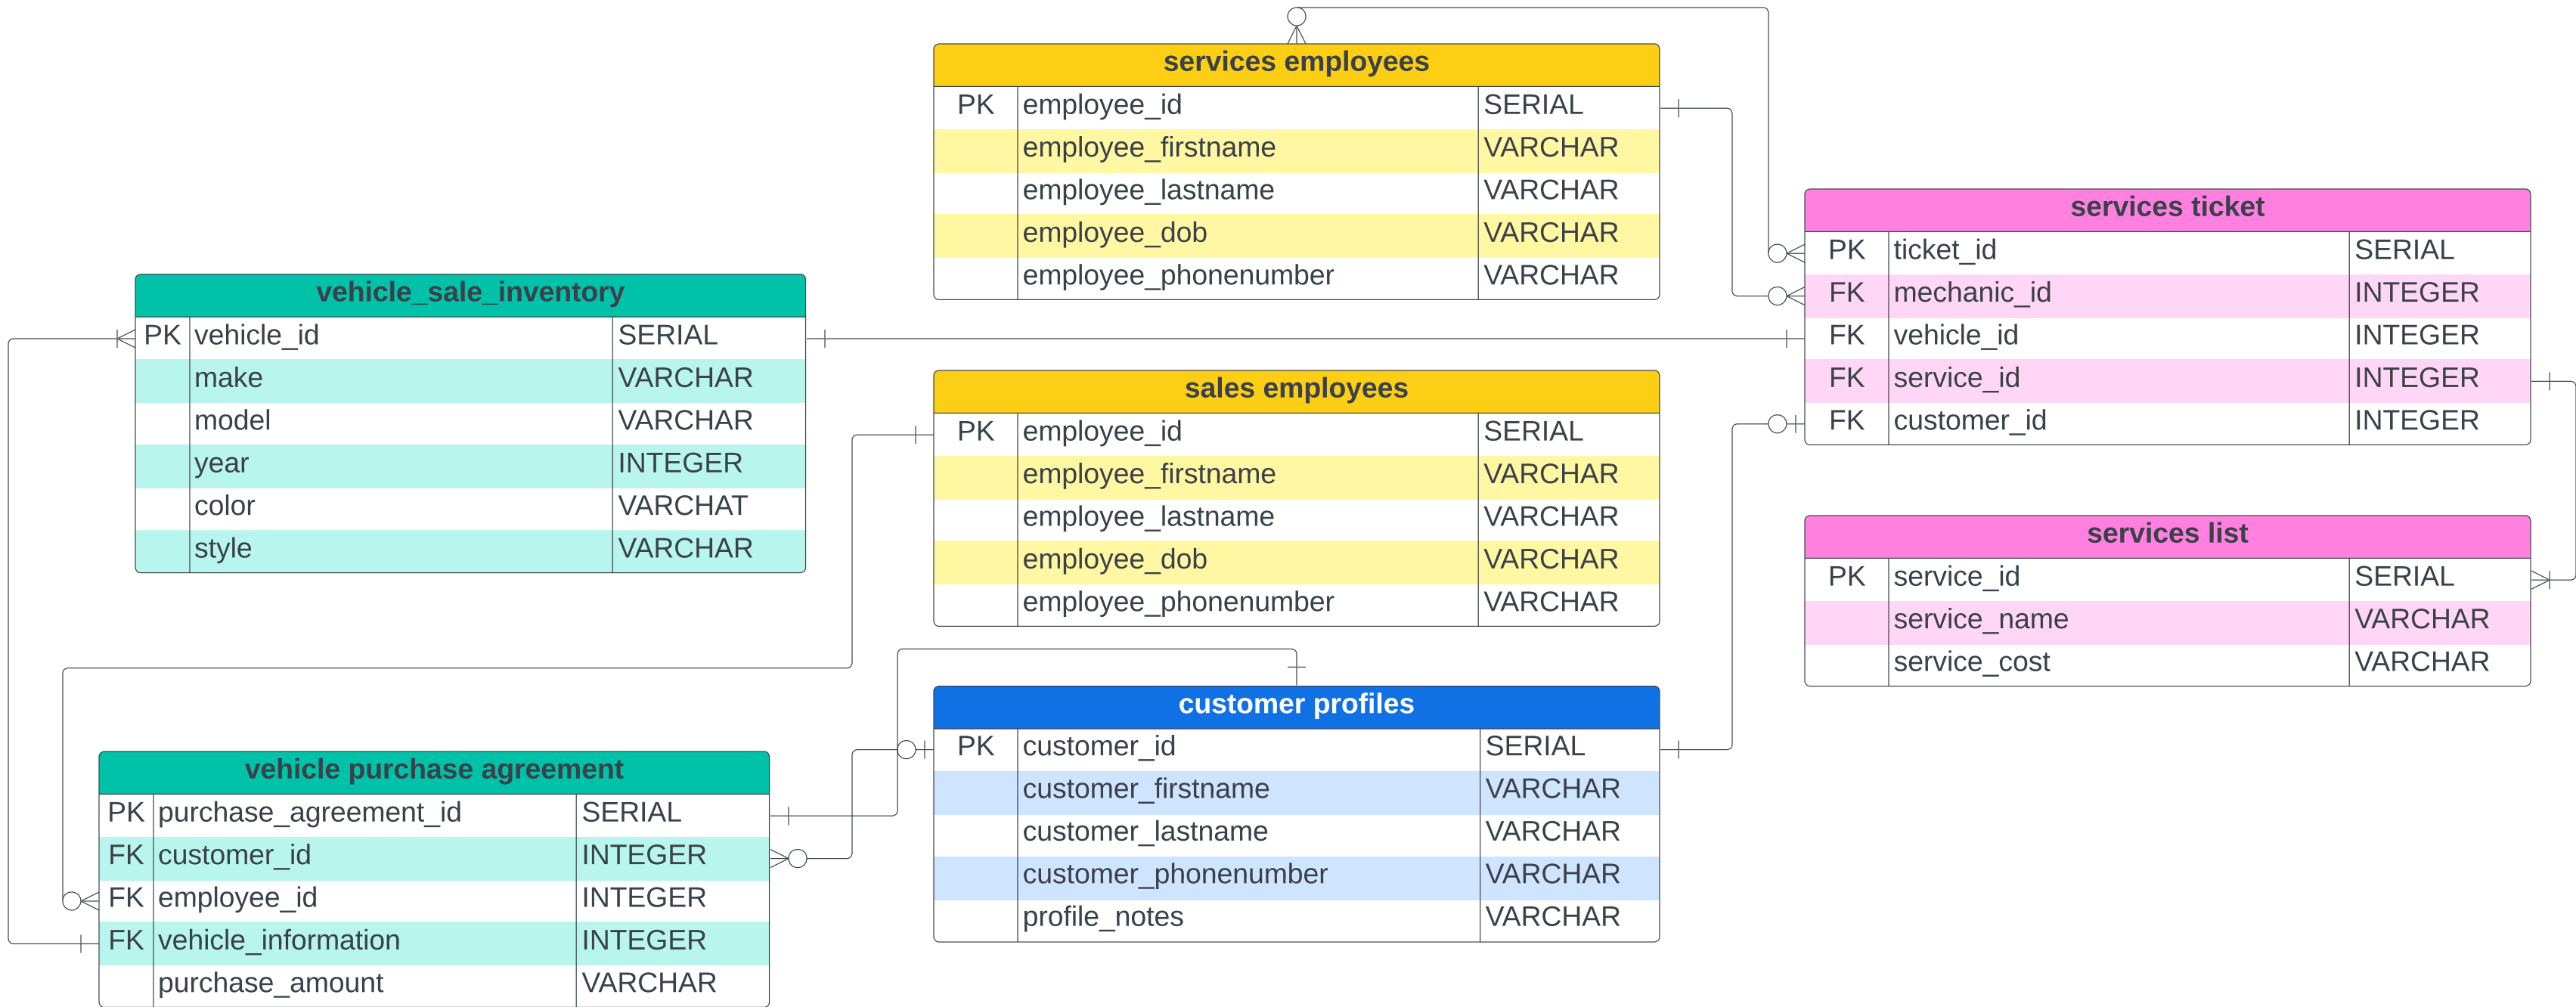 services employees
PK employee_id SERIAL
employee_firstname VARCHAR
employee_lastname VARCHAR
employee_dob VARCHAR
employee_phonenumber VARCHAR
services ticket
PK ticket_id SERIAL
FK mechanic_id INTEGER
FK vehicle_id INTEGER
FK service_id INTEGER
FK customer_id INTEGER
vehicle_sale_inventory
PK vehicle_id SERIAL
make VARCHAR
model VARCHAR
year INTEGER
color VARCHAT
style VARCHAR
sales employees
PK employee_id SERIAL
employee_firstname VARCHAR
employee_lastname VARCHAR
employee_dob VARCHAR
employee_phonenumber VARCHAR
services list
PK service_id SERIAL
service_name VARCHAR
service_cost VARCHAR
customer profiles
PK customer_id SERIAL
customer_firstname VARCHAR
customer_lastname VARCHAR
customer_phonenumber VARCHAR
profile_notes VARCHAR
vehicle purchase agreement
PK purchase_agreement_id SERIAL
FK customer_id INTEGER
FK employee_id INTEGER
FK vehicle_information INTEGER
purchase_amount VARCHAR